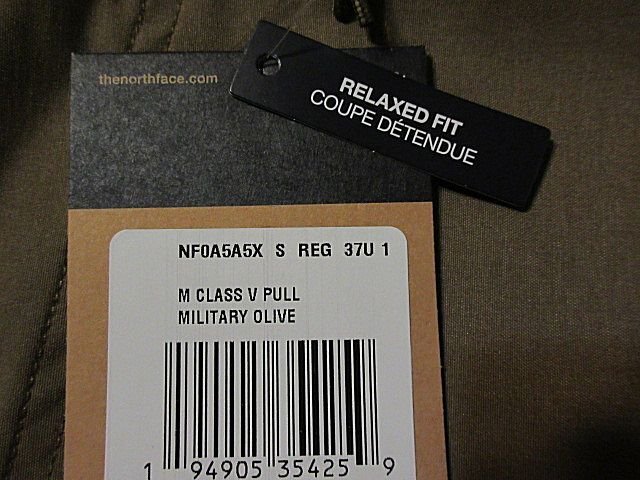 thenorthface.com
RELAXED FIT
COUPE DÉTENDUE
NF0A5A5X S REG 37U 1
M CLASS V PULL
MILITARY OLIVE
1 94905 35425 9